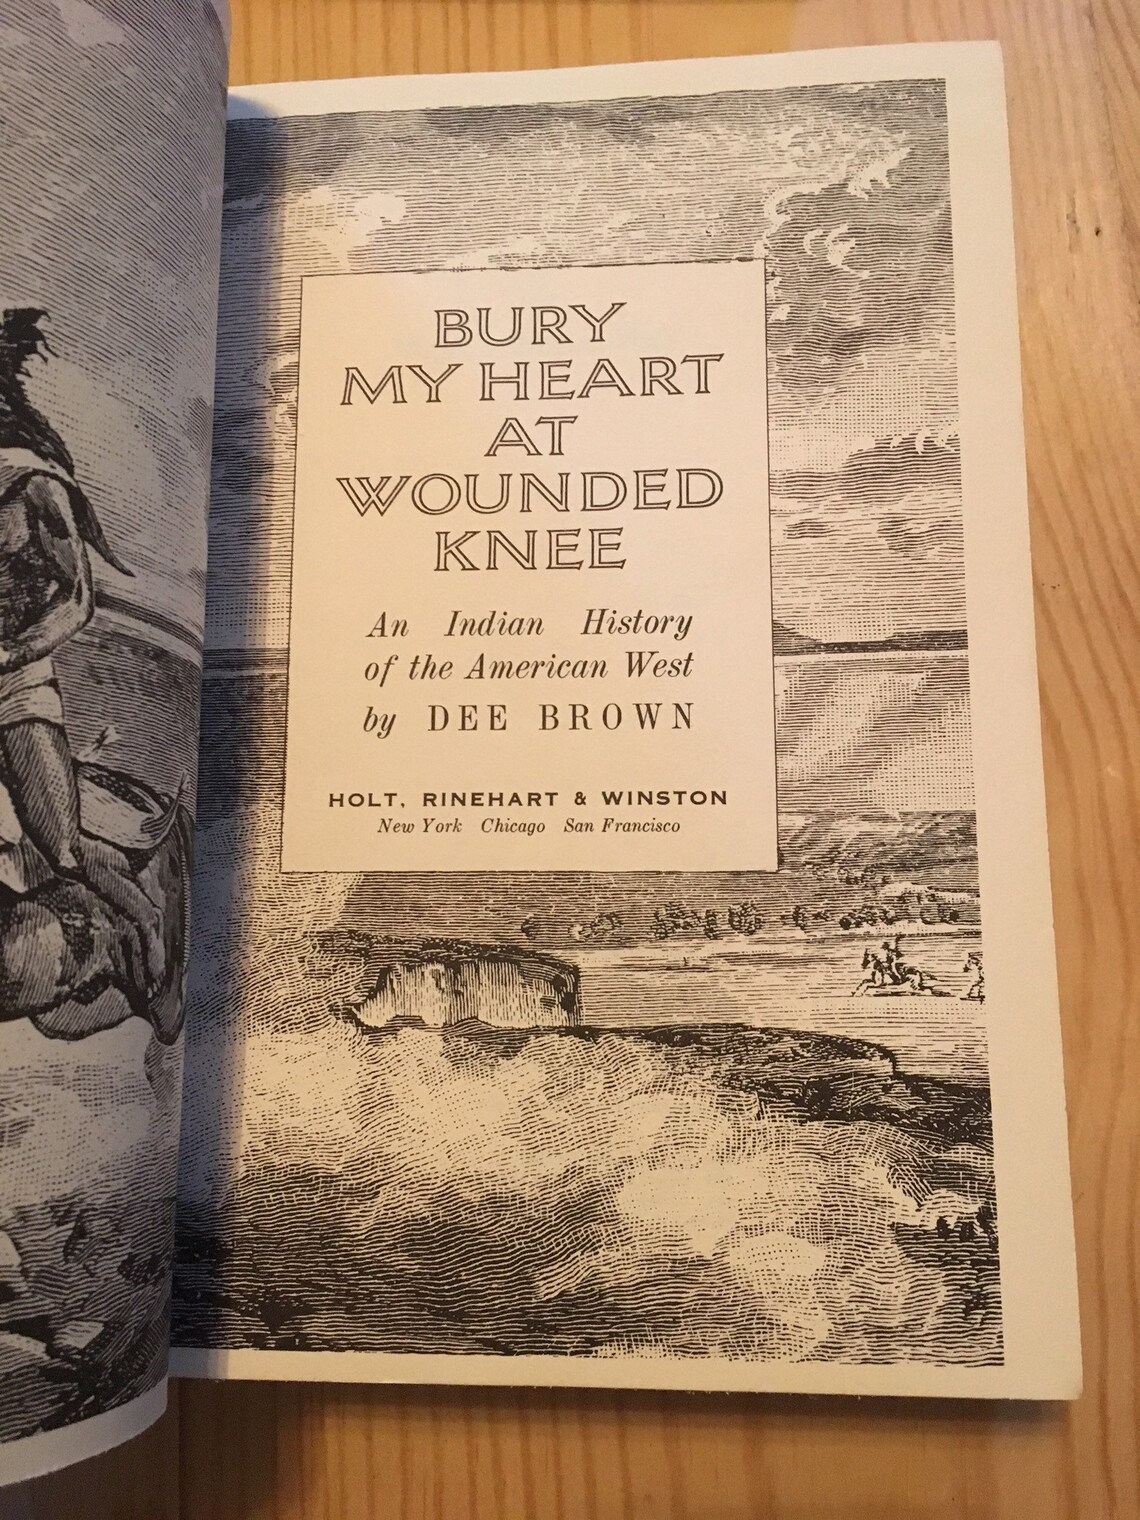 BURY
MY HEART
AT
WOUNDED
KNEE
An Indian History
of the American West
by DEE BROWN
HOLT, RINEHART & WINSTON
New York Chicago San Francisco